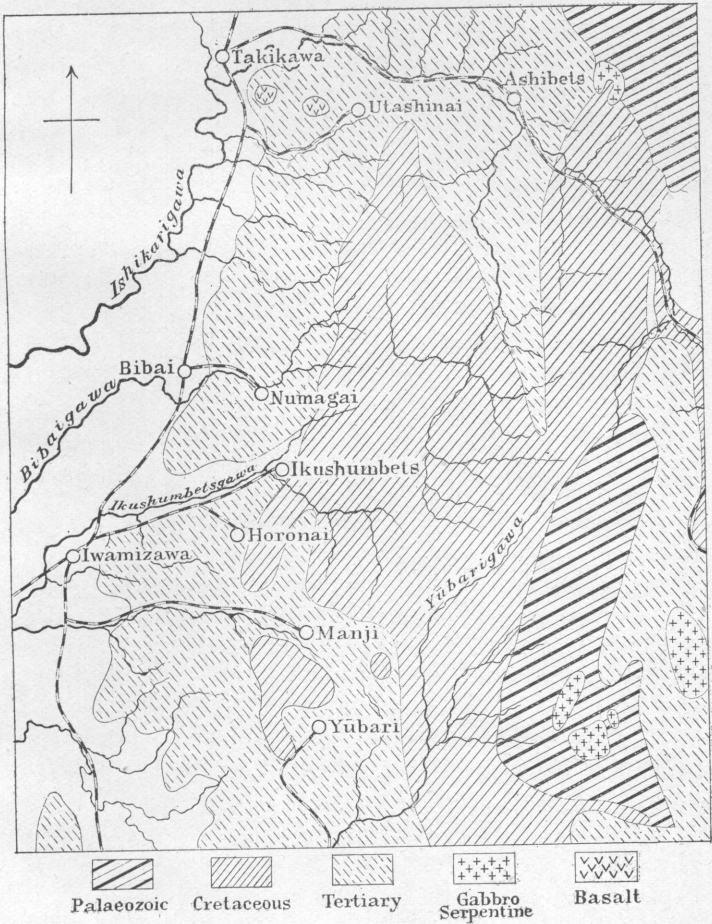 Takikawa
Ashibets
Utashinai
Ishikarigawa
Bibai
Numagai
Bibaigawa
Ikushumbets
Ikushumbetsgawa
Horonai
Iwamizawa
Yūbarigawa
Manji
Yūbari
Palaeozoic
Cretaceous
Tertiary
Gabbro
Serpentine
Basalt